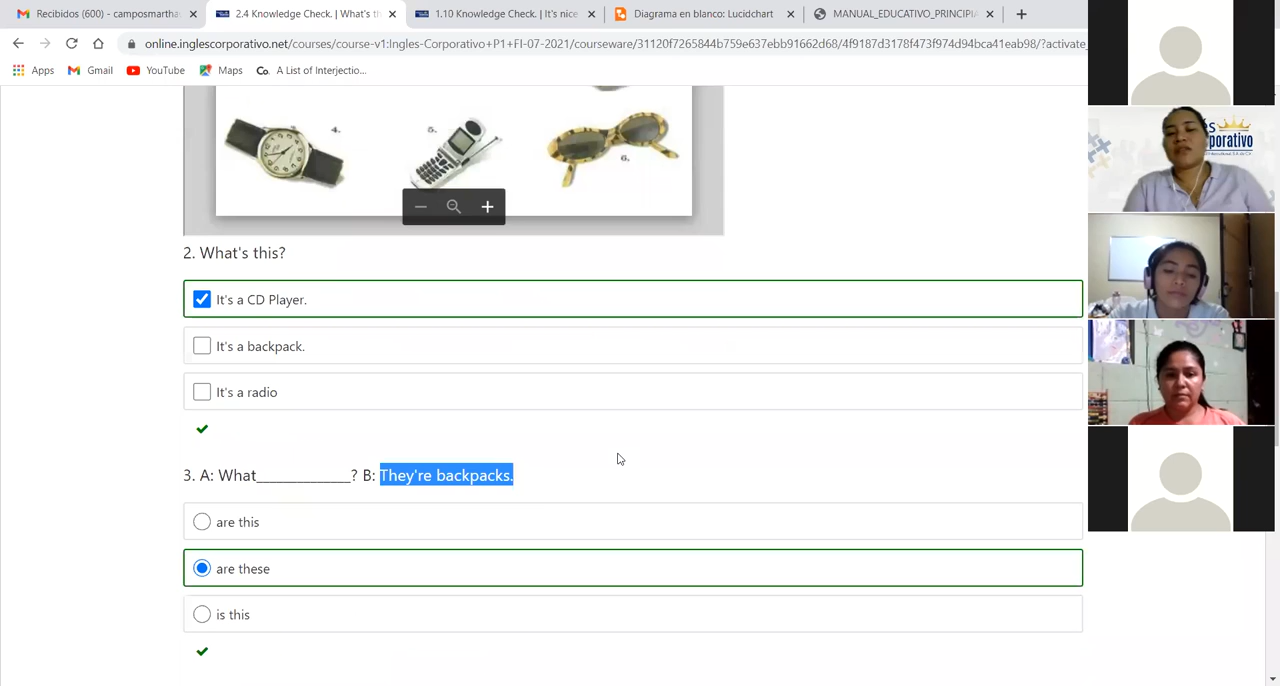 Recibidos (600) - camposmartha
2.4 Knowledge Check. | What's th
1.10 Knowledge Check. | It's nice
Diagrama en blanco: Lucidchart
MANUAL_EDUCATIVO_PRINCIPIA
online.inglescorporativo.net/courses/course-v1:Ingles-Corporativo+P1+FI-07-2021/courseware/31120f7265844b759e637ebb91662d68/4f9187d3178f473f974d94bca41eab98/?activate_
Apps
Gmail
YouTube
Maps
Co. A List of Interjectio...
4.
5.
6.
2. What's this?
It's a CD Player.
It's a backpack.
It's a radio
3. A: What______________? B: They're backpacks.
are this
are these
is this